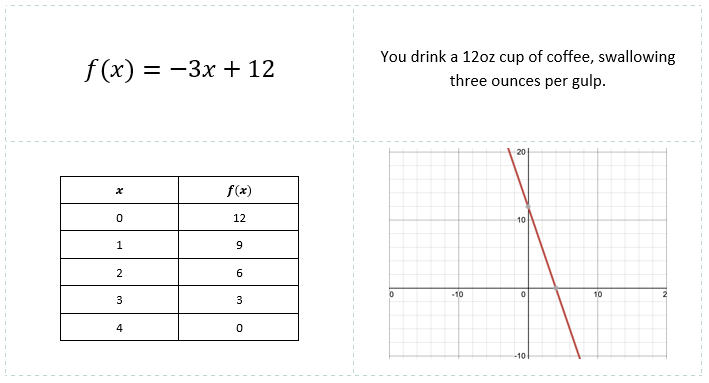 f(x) = −3x + 12
You drink a 12oz cup of coffee, swallowing
three ounces per gulp.
x f(x)
0 12
1 9
2 6
3 3
4 0
20
10
0 -10 0 10 2
-10